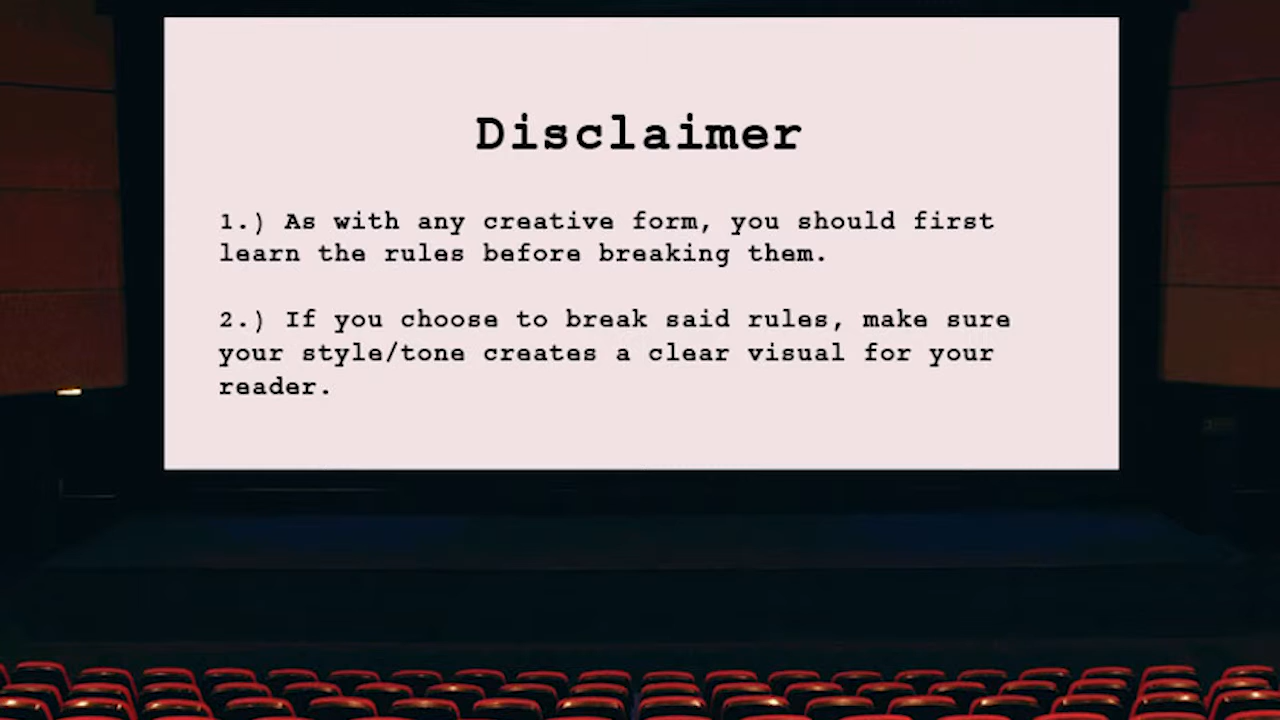 Disclaimer
1.) As with any creative form, you should first
learn the rules before breaking them.
2.) If you choose to break said rules, make sure
your style/tone creates a clear visual for your
reader.